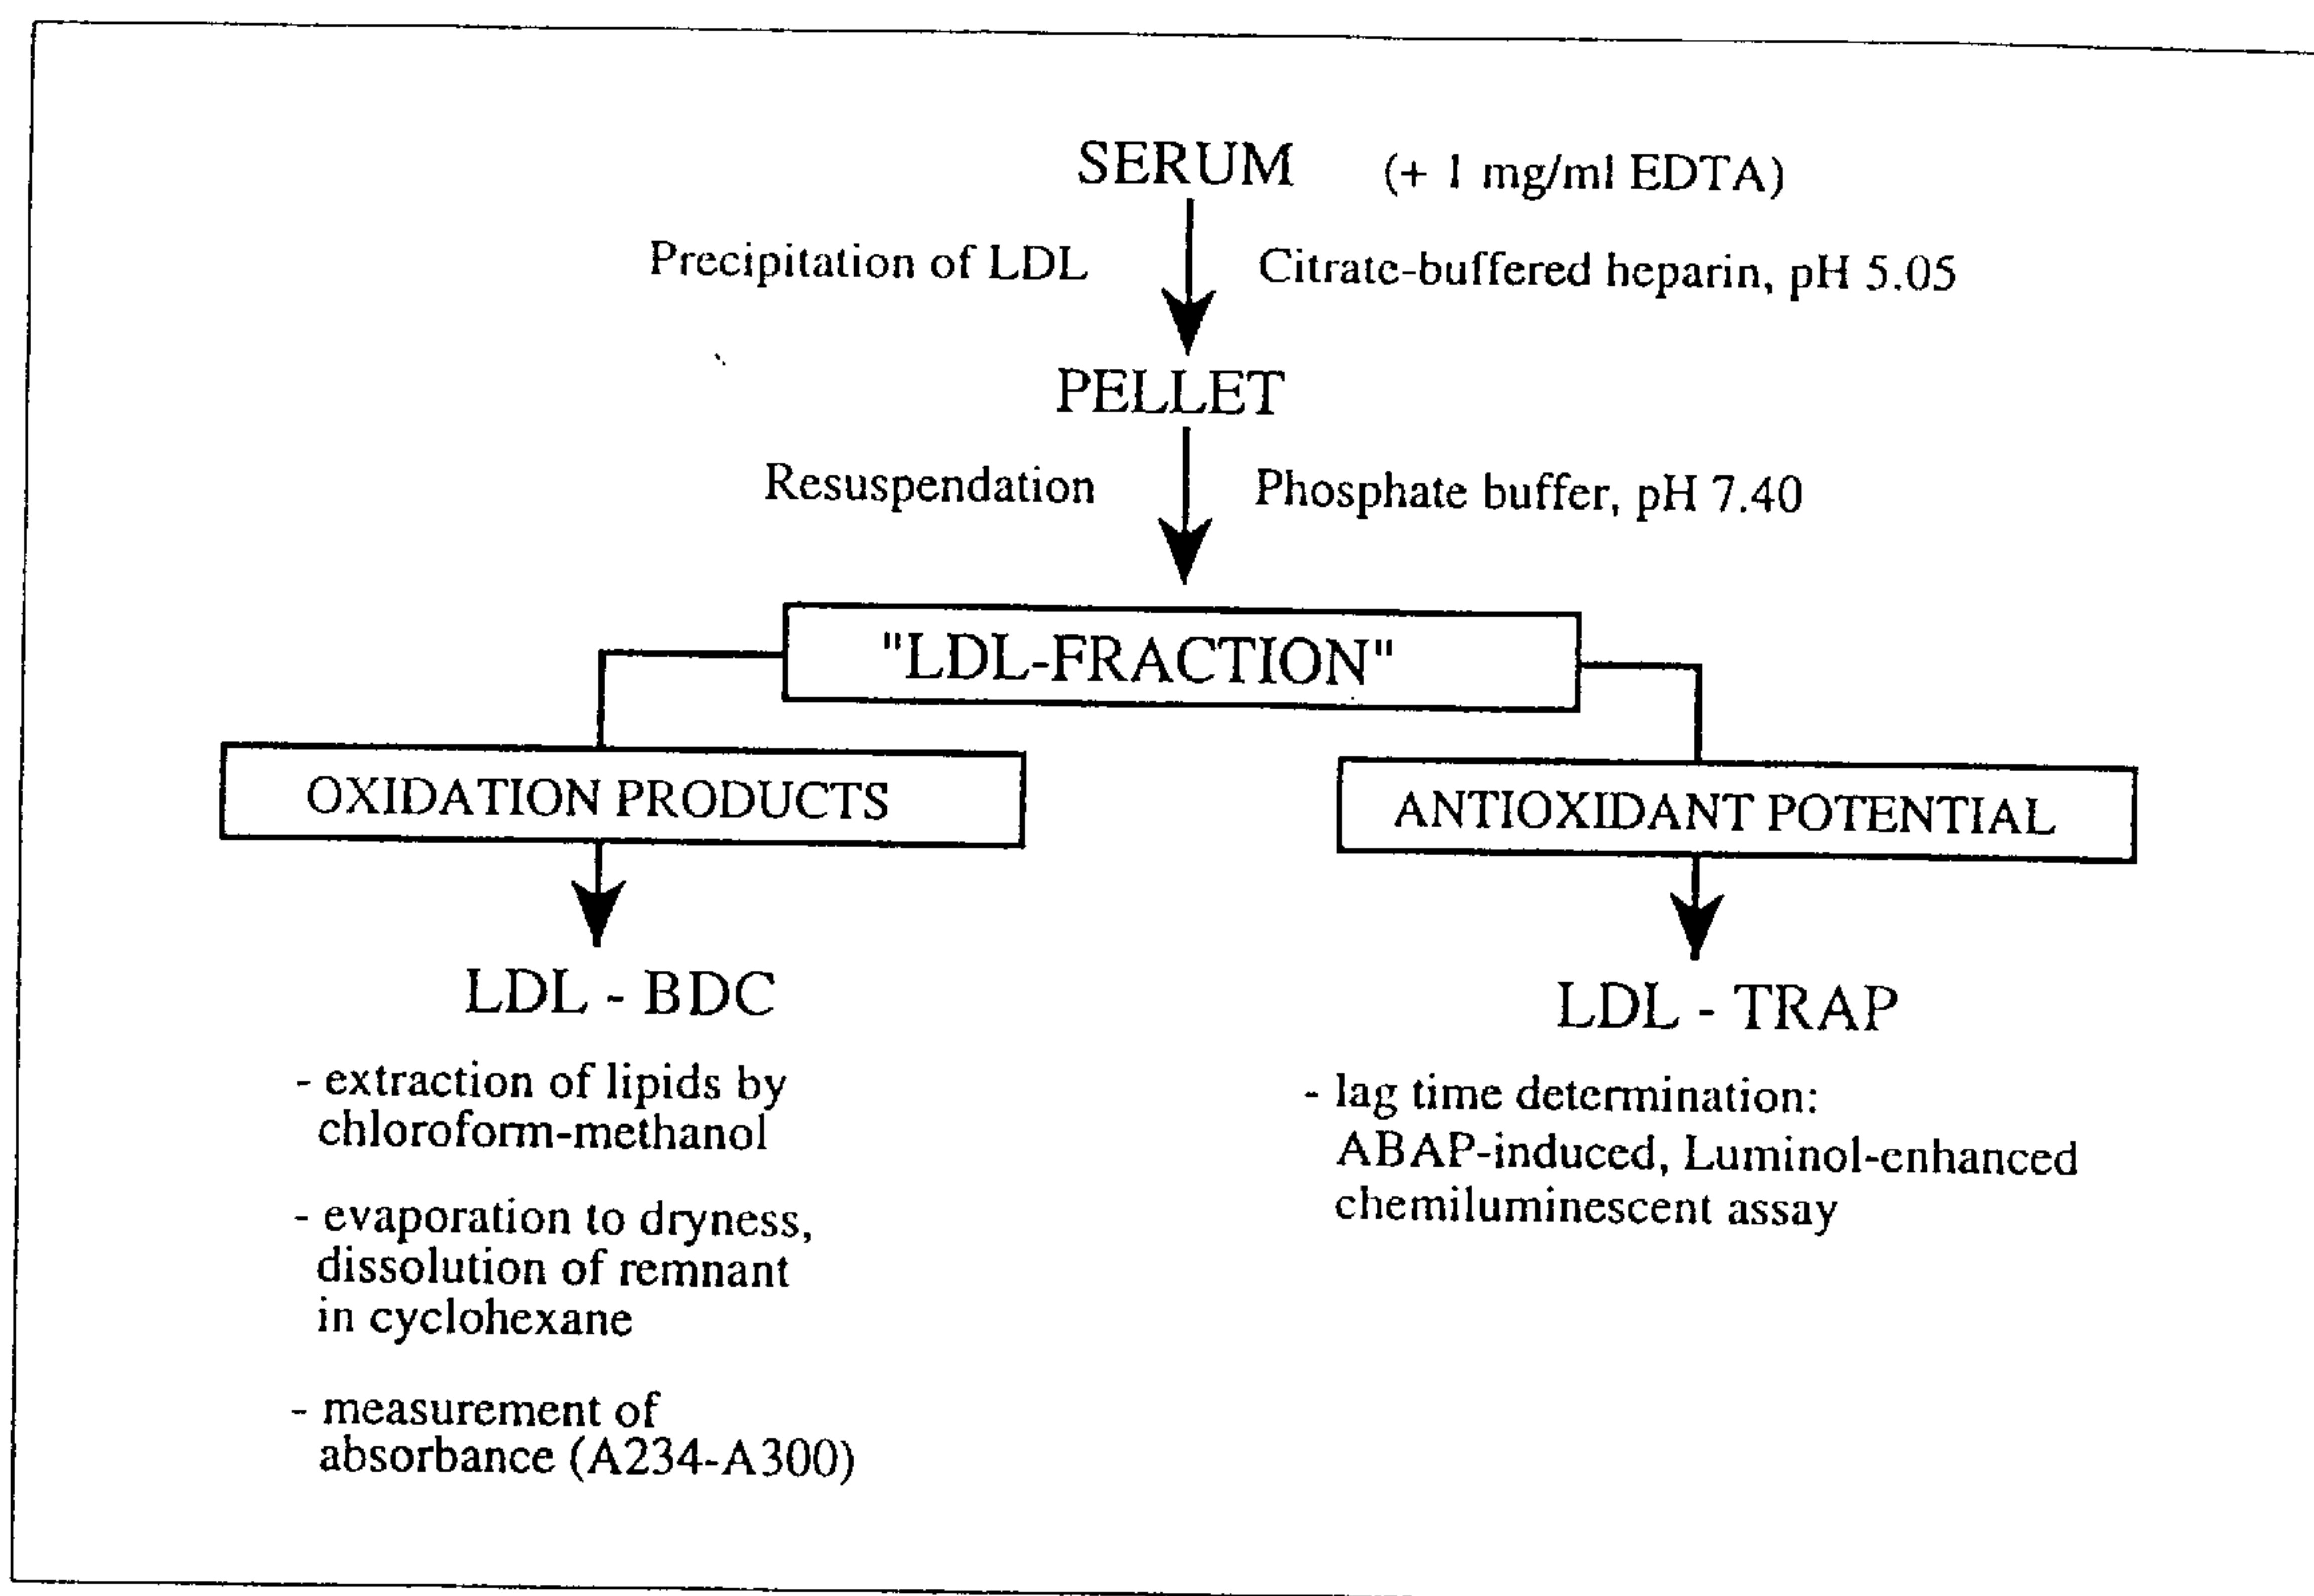 SERUM (+ 1 mg/ml EDTA)
Precipitation of LDL
Citrate-buffered heparin, pH 5.05
PELLET
Resuspendation
Phosphate buffer, pH 7.40
"LDL-FRACTION"
OXIDATION PRODUCTS
LDL - BDC
- extraction of lipids by
chloroform-methanol
- evaporation to dryness,
dissolution of remnant
in cyclohexane
- measurement of
absorbance (A234-A300)
ANTIOXIDANT POTENTIAL
LDL - TRAP
- lag time determination:
ABAP-induced, Luminol-enhanced
chemiluminescent assay